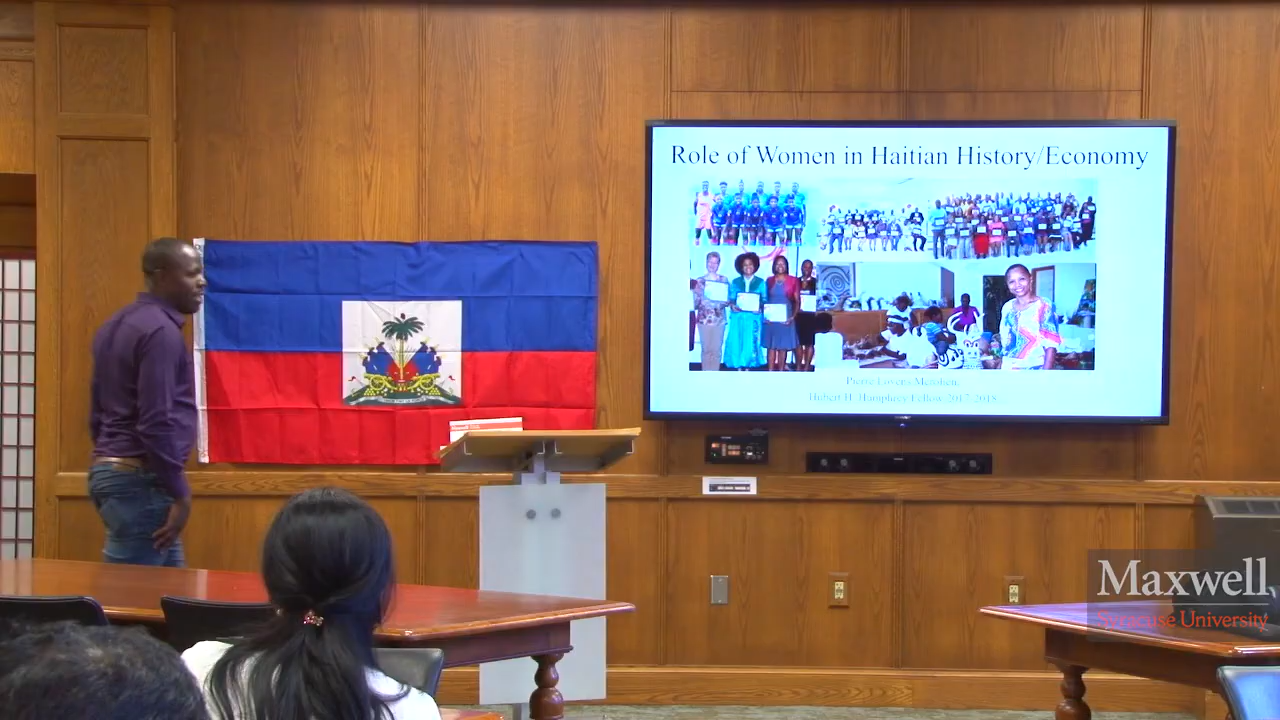 Role of Women in Haitian History/Economy
Hubert H. Humphrey Fellow 2017-2018
Maxwell
Syracuse University